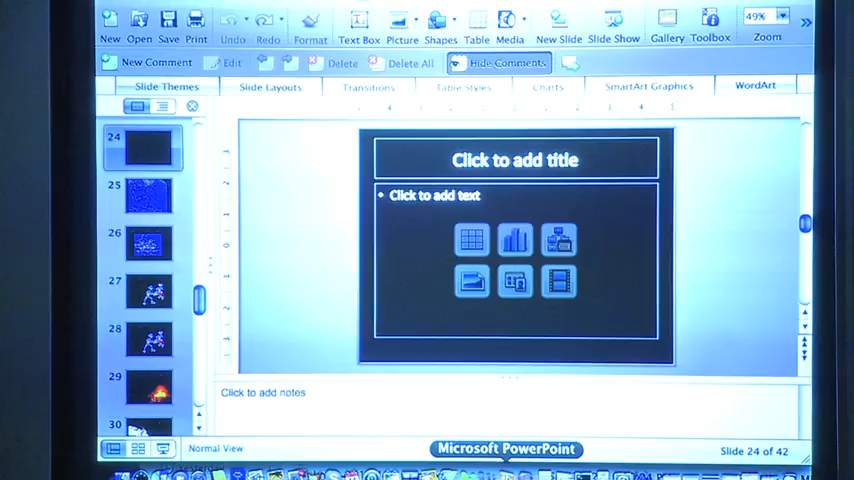 New Open Save Print Undo Redo Format Text Box Picture Shapes Table Media New Slide Slide Show Gallery Toolbox 49% Zoom
New Comment Edit Delete Delete All Hide Comments
Slide Themes Slide Layouts Transitions Table Styles Charts SmartArt Graphics WordArt
24
25
26
27
28
29
30
Click to add title
Click to add text
Click to add notes
Normal View
Microsoft PowerPoint
Slide 24 of 42